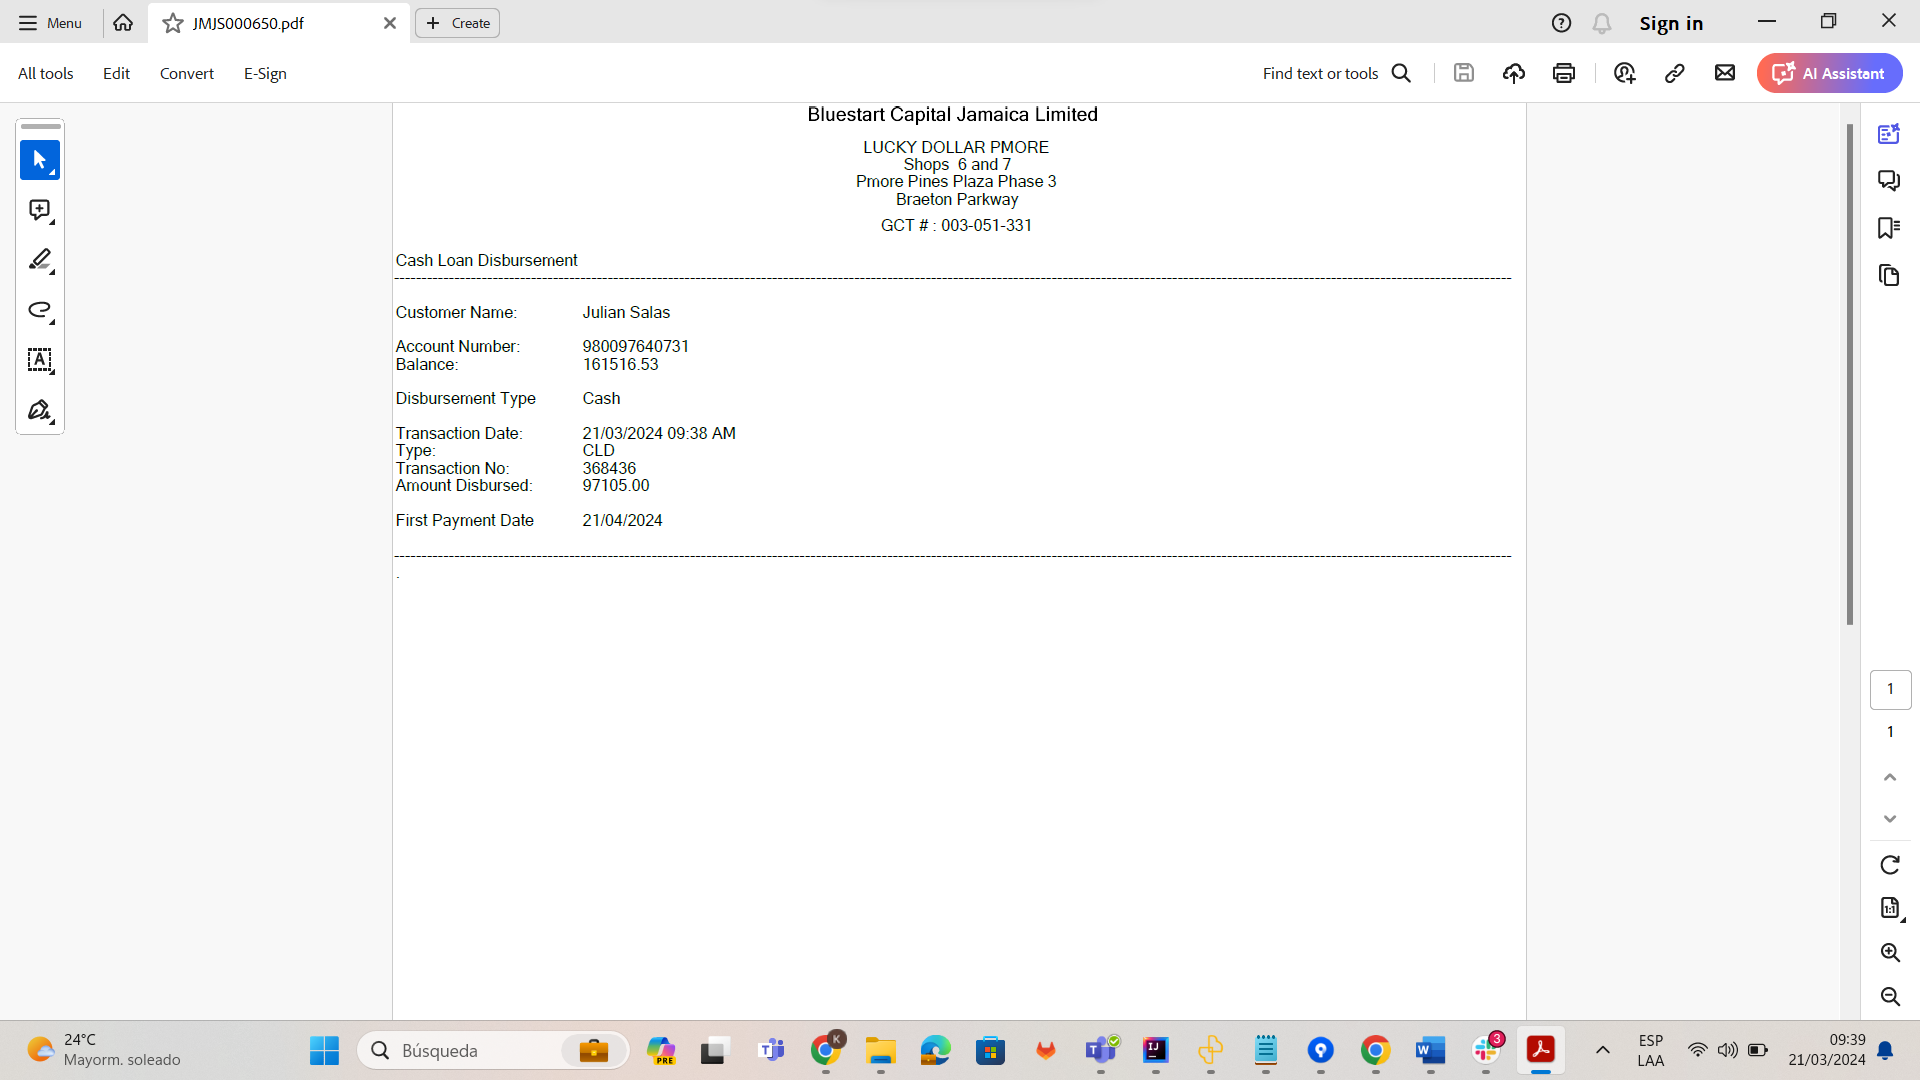 Menu
JMJS000650.pdf
Create
Sign in
All tools
Edit
Convert
E-Sign
Find text or tools
AI Assistant
Bluestart Capital Jamaica Limited
LUCKY DOLLAR PMORE
Shops 6 and 7
Pmore Pines Plaza Phase 3
Braeton Parkway
GCT # : 003-051-331
Cash Loan Disbursement
Customer Name: Julian Salas
Account Number: 980097640731
Balance: 161516.53
Disbursement Type Cash
Transaction Date: 21/03/2024 09:38 AM
Type: CLD
Transaction No: 368436
Amount Disbursed: 97105.00
First Payment Date 21/04/2024
.
1
1
24°C
Mayorm. soleado
Búsqueda
PRE
K
3
ESP
LAA
09:39
21/03/2024